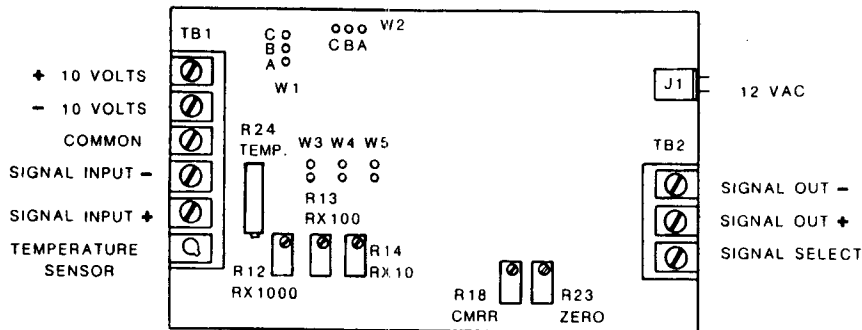 TB1
C
B
A
W1
C B A
W2
+ 10 VOLTS
− 10 VOLTS
COMMON
SIGNAL INPUT −
SIGNAL INPUT +
TEMPERATURE
SENSOR
R24
TEMP.
W3 W4 W5
R13
RX100
R12
RX1000
R14
RX10
R18
CMRR
R23
ZERO
J1
12 VAC
TB2
SIGNAL OUT −
SIGNAL OUT +
SIGNAL SELECT